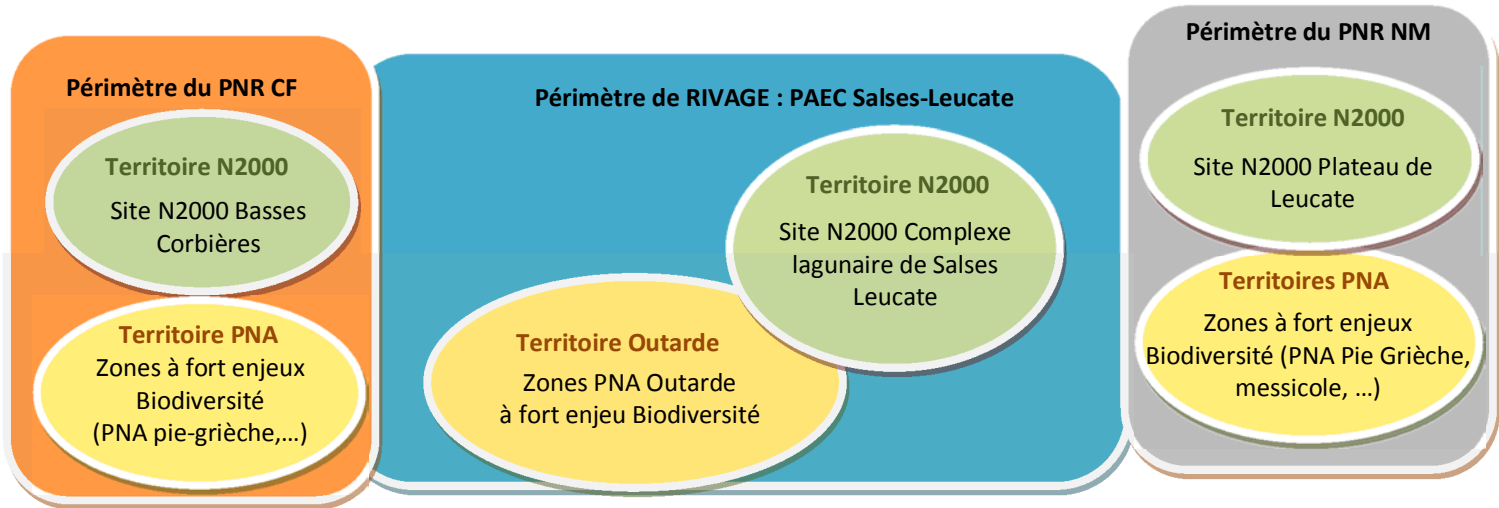 Périmètre du PNR CF
Territoire N2000
Site N2000 Basses
Corbières
Territoire PNA
Zones à fort enjeux
Biodiversité
(PNA pie-grièche,…)
Périmètre de RIVAGE : PAEC Salses-Leucate
Territoire N2000
Site N2000 Complexe
lagunaire de Salses
Leucate
Territoire Outarde
Zones PNA Outarde
à fort enjeu Biodiversité
Périmètre du PNR NM
Territoire N2000
Site N2000 Plateau de
Leucate
Territoires PNA
Zones à fort enjeux
Biodiversité (PNA Pie Grièche,
messicole, …)